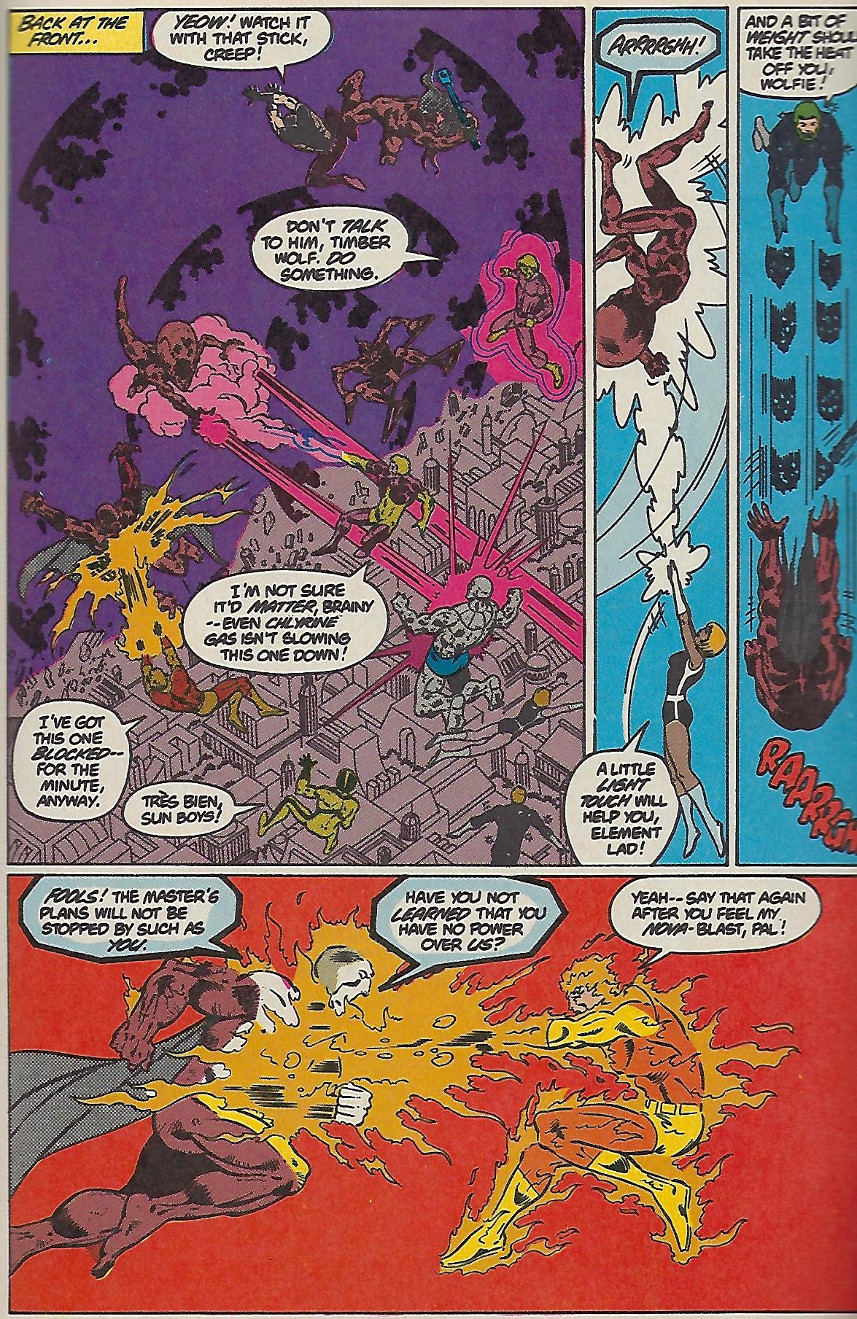 BACK AT THE
FRONT...
YEOW! WATCH IT
WITH THAT STICK,
CREEP!
DON'T TALK
TO HIM, TIMBER
WOLF. DO
SOMETHING.
I'M NOT SURE
IT'D MATTER, BRAINY
--EVEN CHLYRINE
GAS ISN'T SLOWING
THIS ONE DOWN!
I'VE GOT
THIS ONE
BLOCKED--
FOR THE
MINUTE,
ANYWAY.
TRÈS BIEN,
SUN BOYS!
ARRRRGHH!
A LITTLE
LIGHT
TOUCH WILL
HELP YOU,
ELEMENT
LAD!
AND A BIT OF
WEIGHT SHOUL
TAKE THE HEAT
OFF YOU,
WOLFIE!
RAARRRGH
FOOLS! THE MASTER'S
PLANS WILL NOT BE
STOPPED BY SUCH AS
YOU.
HAVE YOU NOT
LEARNED THAT YOU
HAVE NO POWER
OVER US?
YEAH-- SAY THAT AGAIN
AFTER YOU FEEL MY
NOVA-BLAST, PAL!